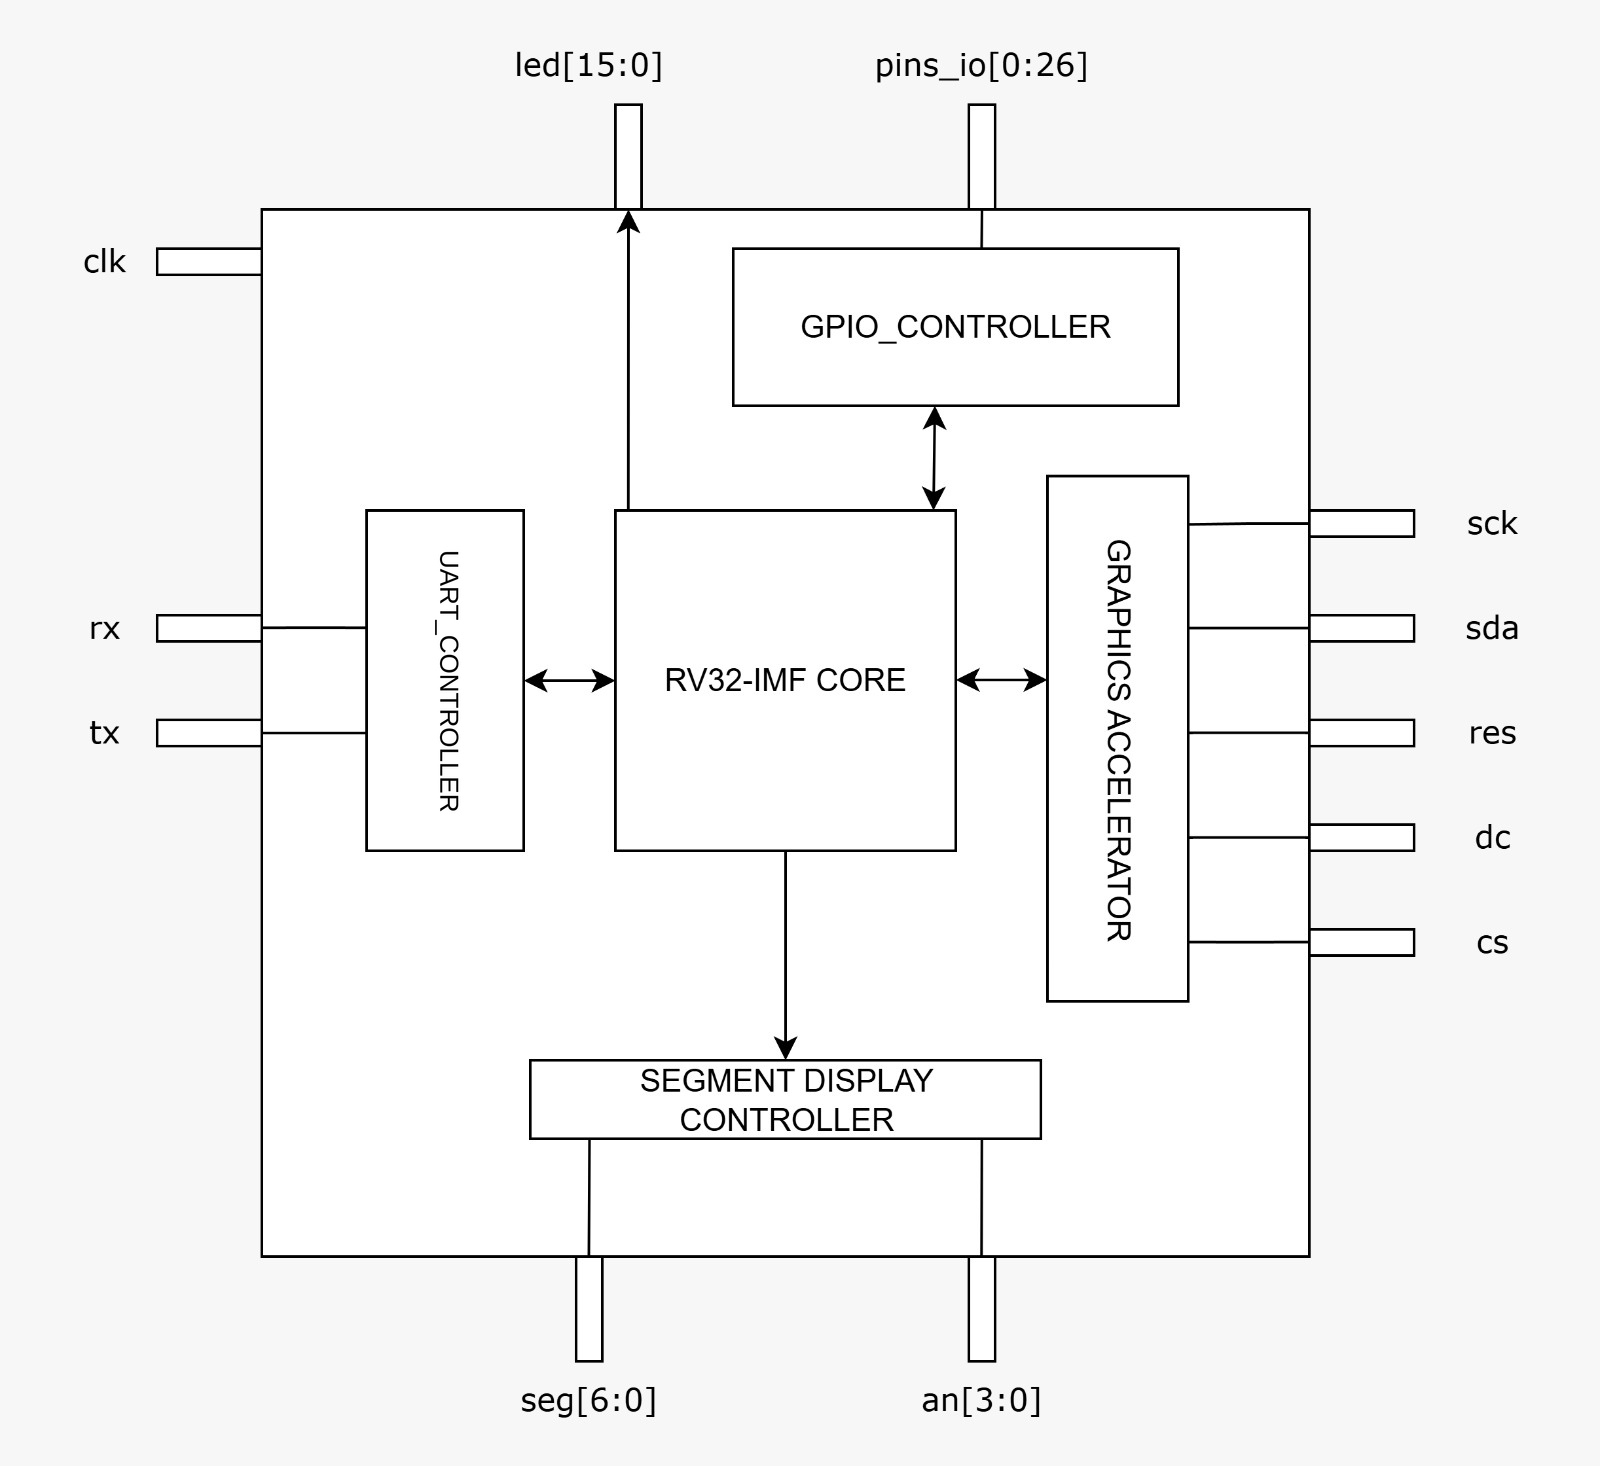 led[15:0]
pins_io[0:26]
clk
GPIO_CONTROLLER
sck
UART_CONTROLLER
GRAPHICS ACCELERATOR
rx
sda
RV32-IMF CORE
tx
res
dc
cs
SEGMENT DISPLAY
CONTROLLER
seg[6:0]
an[3:0]